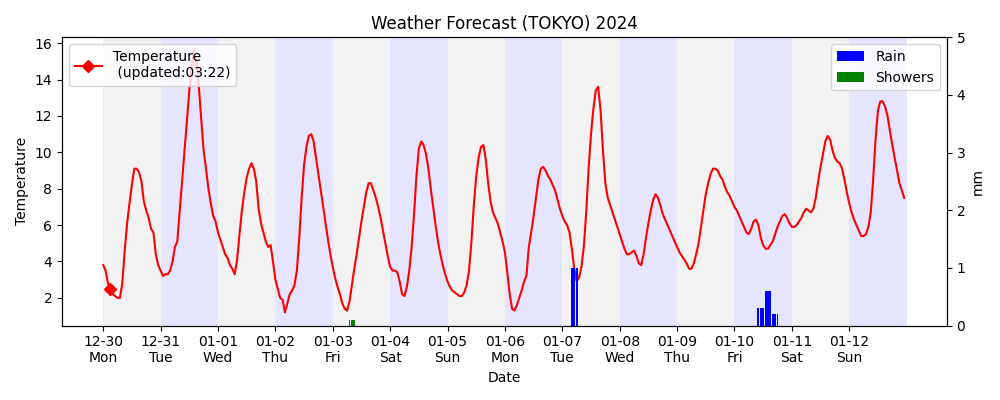 Weather Forecast (TOKYO) 2024
Temperature
(updated:03:22)
Rain
Showers
16
14
12
10
8
6
4
2
Temperature
5
4
3
2
1
0
mm
12-30 12-31 01-01 01-02 01-03 01-04 01-05 01-06 01-07 01-08 01-09 01-10 01-11 01-12
Mon Tue Wed Thu Fri Sat Sun Mon Tue Wed Thu Fri Sat Sun
Date